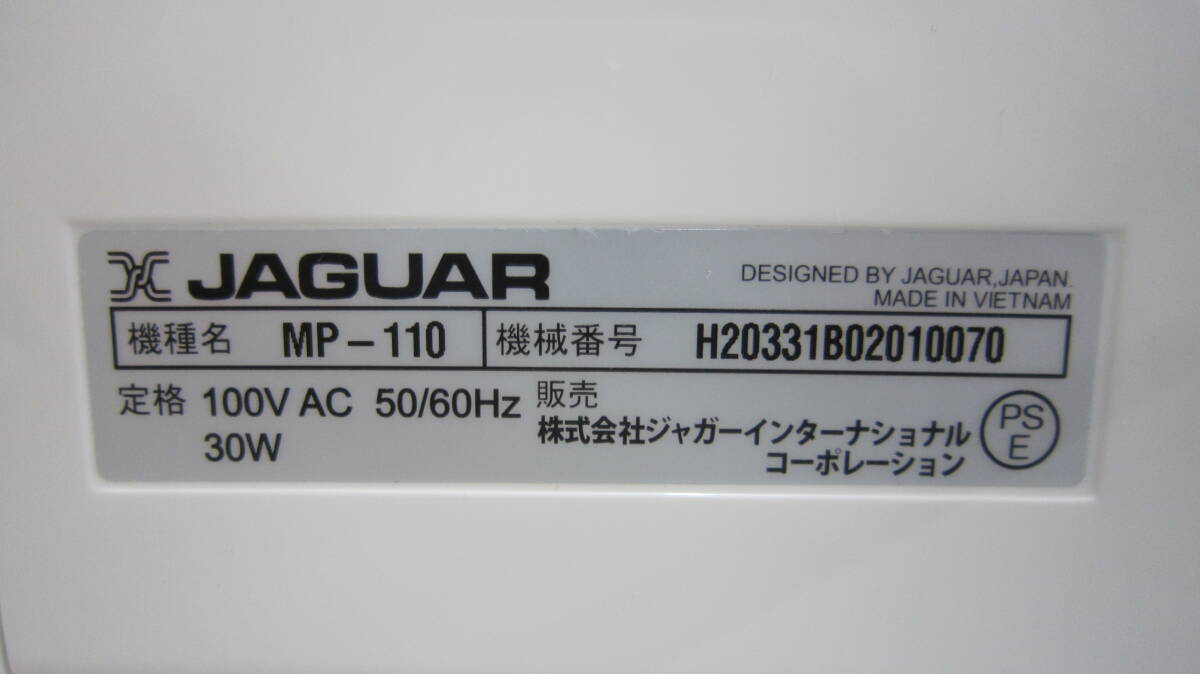 JAGUAR
DESIGNED BY JAGUAR,JAPAN.
MADE IN VIETNAM
機種名 MP-110 機械番号 H20331B02010070
定格 100V AC 50/60Hz
30W
販売
株式会社ジャガーインターナショナル
コーポレーション
PS
E